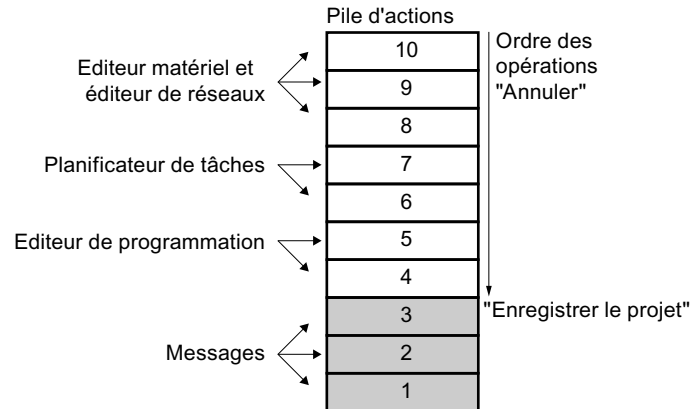 Pile d'actions
10
9
8
7
6
5
4
3
2
1
Editeur matériel et
éditeur de réseaux
Planificateur de tâches
Editeur de programmation
Messages
Ordre des
opérations
"Annuler"
"Enregistrer le projet"